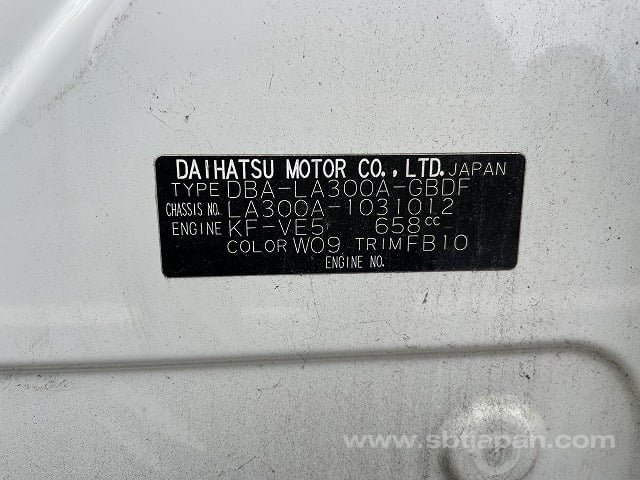 DAIHATSU MOTOR CO.,LTD. JAPAN
TYPE DBA-LA300A-GBDF
CHASSIS NO. LA300A-1031012
ENGINE KF-VE5 658cc
COLOR W09 TRIM FB10
ENGINE NO.
www.sbtjapan.com